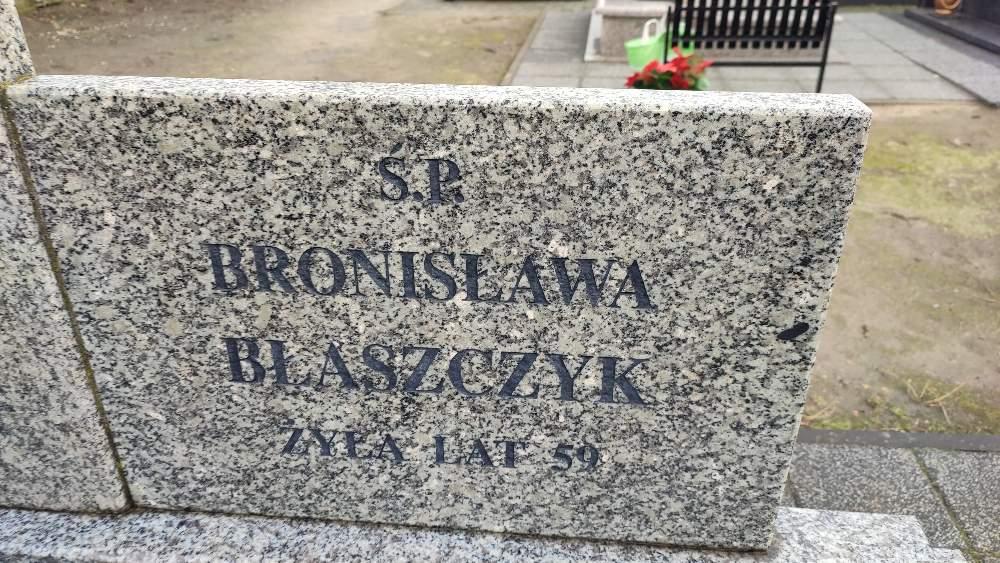 Ś.P.
BRONISŁAWA
BŁASZCZYK
ŻYŁA LAT 59